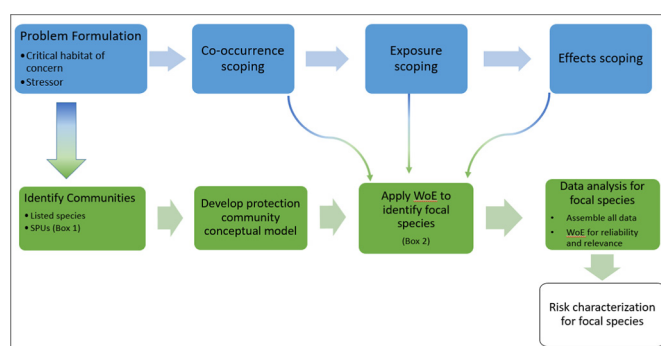 Problem Formulation
•Critical habitat of
concern
•Stressor
Co-occurrence
scoping
Exposure
scoping
Effects scoping
Identify Communities
• Listed species
• SPUs (Box 1)
Develop protection
community
conceptual model
Apply WoE to
identify focal
species
(Box 2)
Data analysis for
focal species
• Assemble all data
• WoE for reliability
and relevance
Risk characterization
for focal species